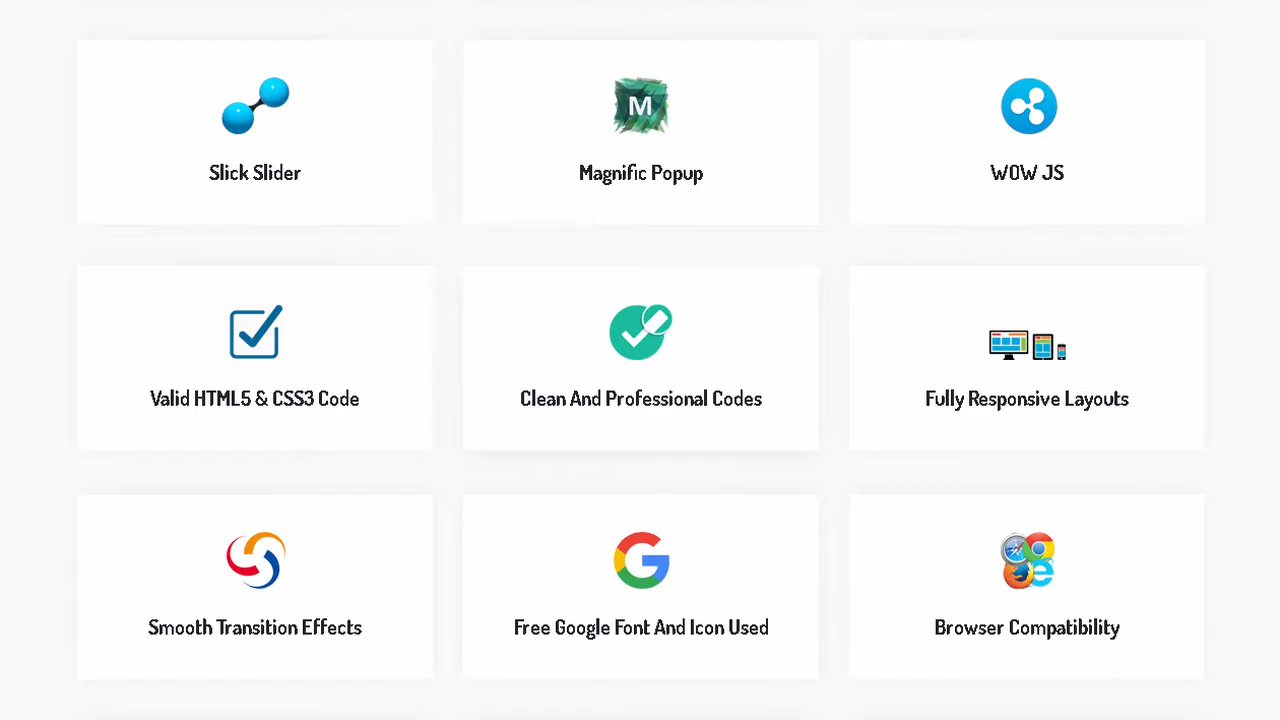 M
Slick Slider
Magnific Popup
WOW JS
Valid HTML5 & CSS3 Code
Clean And Professional Codes
Fully Responsive Layouts
Smooth Transition Effects
Free Google Font And Icon Used
Browser Compatibility